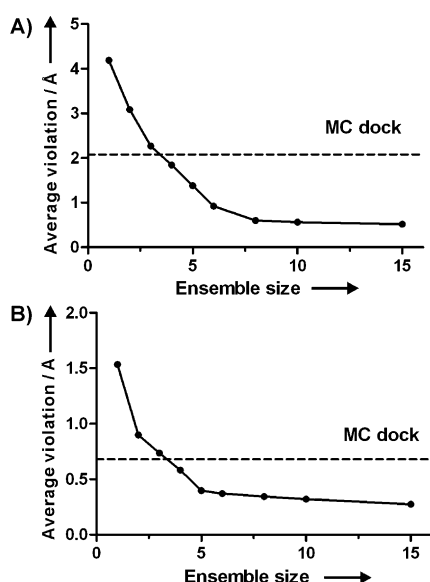 A)
Average violation / Å
5
4
3
2
1
0
MC dock
0 5 10 15
Ensemble size
B)
Average violation / Å
2.0
1.5
1.0
0.5
0.0
MC dock
0 5 10 15
Ensemble size